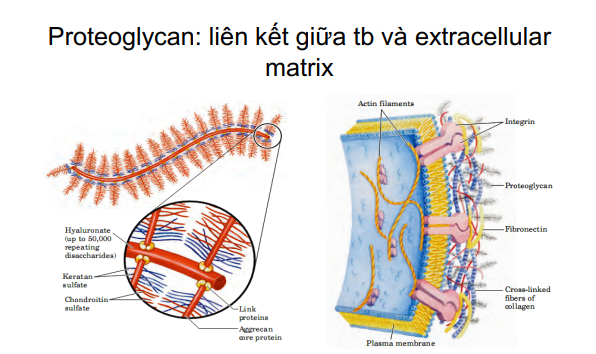 Proteoglycan: liên kết giữa tb và extracellular
matrix
Hyaluronate
(up to 50,000
repeating
disaccharides)
Keratan
sulfate
Chondroitin
sulfate
Link
proteins
Aggrecan
core protein
Actin filaments
Integrin
Proteoglycan
Fibronectin
Cross-linked
fibers of
collagen
Plasma membrane